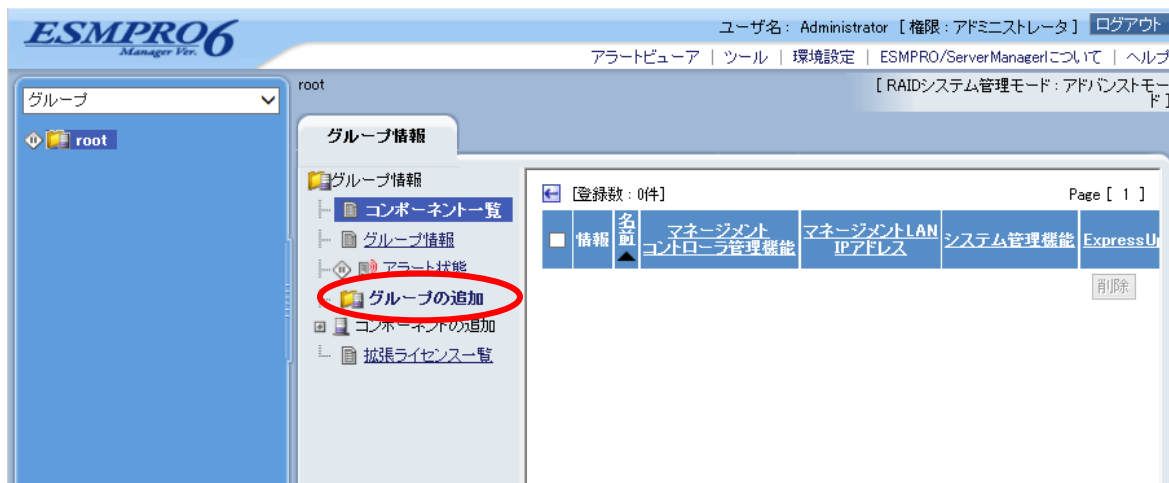 ESMPRO6
Manager Ver.
ユーザ名： Administrator [権限：アドミニストレータ] ログアウト
アラートビューア | ツール | 環境設定 | ESMPRO/ServerManagerについて | ヘルプ
グループ
root
root
[RAIDシステム管理モード：アドバンストモー
ド]
グループ情報
グループ情報
コンポーネント一覧
グループ情報
アラート状態
グループの追加
コンポーネントの追加
拡張ライセンス一覧
[登録数：0件]
Page [ 1 ]
情報
名前▲
マネージメント
コントローラ管理機能
マネージメントLAN
IPアドレス
システム管理機能
ExpressU
削除